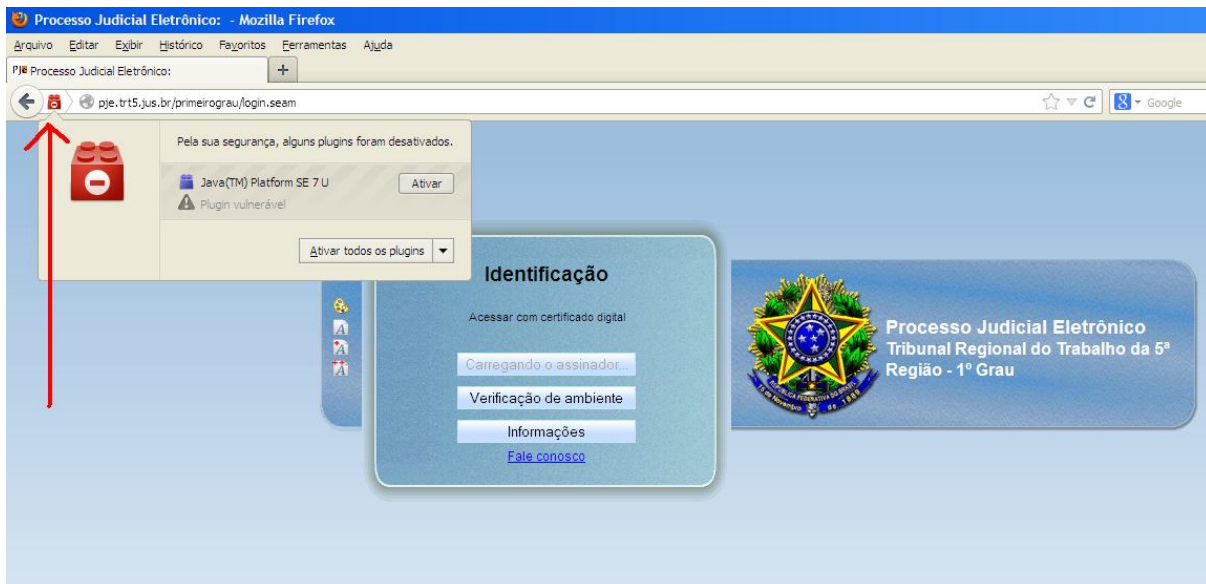 Processo Judicial Eletrônico:  - Mozilla Firefox
Arquivo Editar Exibir Histórico Favoritos Ferramentas Ajuda
PJe Processo Judicial Eletrônico:
+
pje.trt5.jus.br/primeirograu/login.seam
8 Google
Pela sua segurança, alguns plugins foram desativados.
Java(TM) Platform SE 7 U
Ativar
Plugin vulnerável
Ativar todos os plugins
Identificação
Acessar com certificado digital
Carregando o assinador...
Verificação de ambiente
Informações
Fale conosco
A
A
A
Processo Judicial Eletrônico
Tribunal Regional do Trabalho da 5ª
Região - 1º Grau